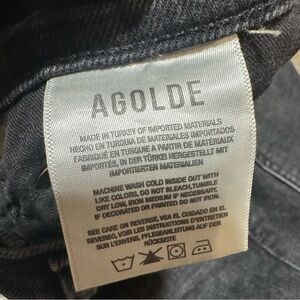 AGOLDE
MADE IN TURKEY OF IMPORTED MATERIALS
HECHO EN TURQUIA DE MATERIALES IMPORTADOS
FABRIQUÉ EN TURQUIE A PARTIR DE MATÉRIAUX
IMPORTÉS, IN DER TÜRKEI HERGESTELLT MIT
IMPORTIERTEN MATERIALIEN
MACHINE WASH COLD INSIDE OUT WITH
LIKE COLORS, DO NOT BLEACH, TUMBLE
DRY LOW, IRON MEDIUM IF NECESSARY.
IF DECORATED OR PRINTED DO NOT IRON.
SEE CARE ON REVERSE, VEA EL CUIDADO EN EL
REVERSO, VOIR LES INSTRUCTIONS D'ENTRETIEN
SUR L'ENVERS, PFLEGEANLEITUNG AUF DER
RÜCKSEITE